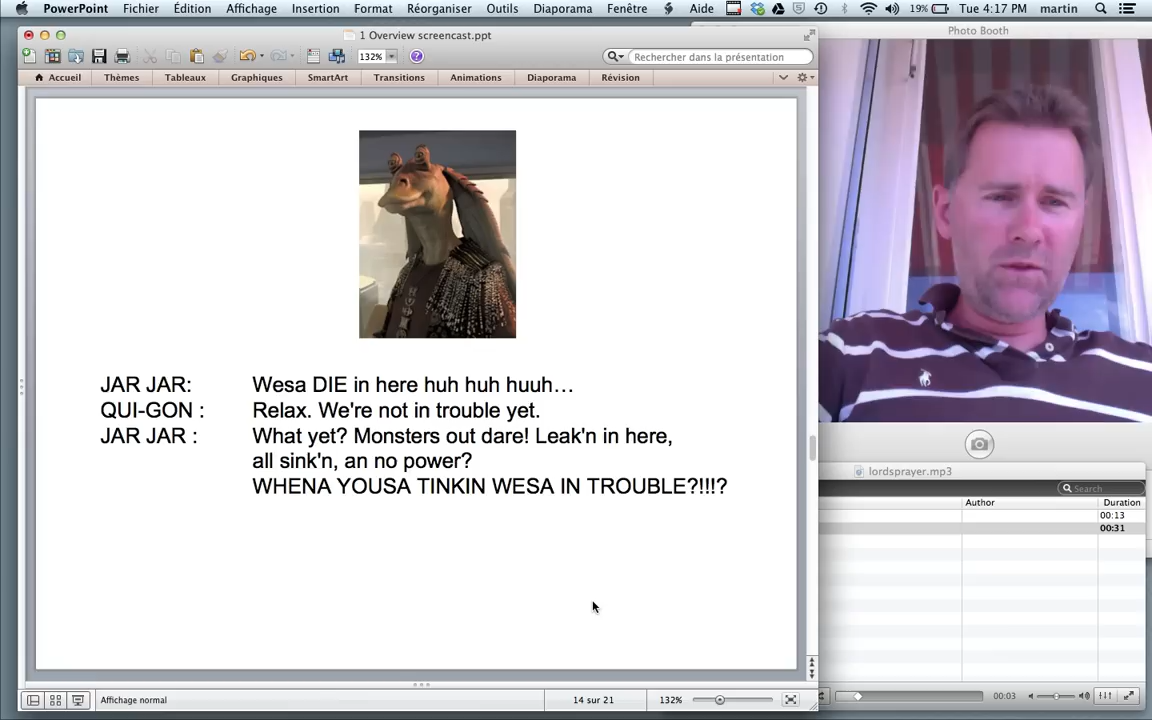 PowerPoint Fichier Édition Affichage Insertion Format Réorganiser Outils Diaporama Fenêtre Aide 19% Tue 4:17 PM martin
1 Overview screencast.ppt
Photo Booth
132% Rechercher dans la présentation
Accueil Thèmes Tableaux Graphiques SmartArt Transitions Animations Diaporama Révision
JAR JAR: Wesa DIE in here huh huh huuh…
QUI-GON : Relax. We're not in trouble yet.
JAR JAR : What yet? Monsters out dare! Leak'n in here,
all sink'n, an no power?
WHENA YOUSA TINKIN WESA IN TROUBLE?!!!?
lordsprayer.mp3
Search
Author Duration
00:13
00:31
Affichage normal 14 sur 21 132%
00:03